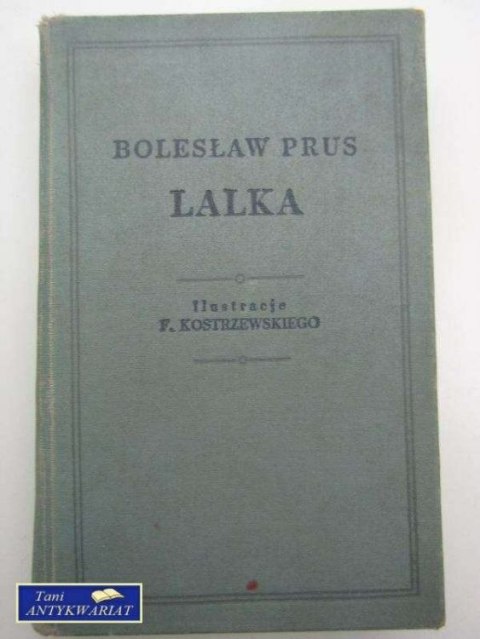 BOLESŁAW PRUS
LALKA
Ilustracje
F. KOSTRZEWSKIEGO
Tani
ANTYKWARIAT